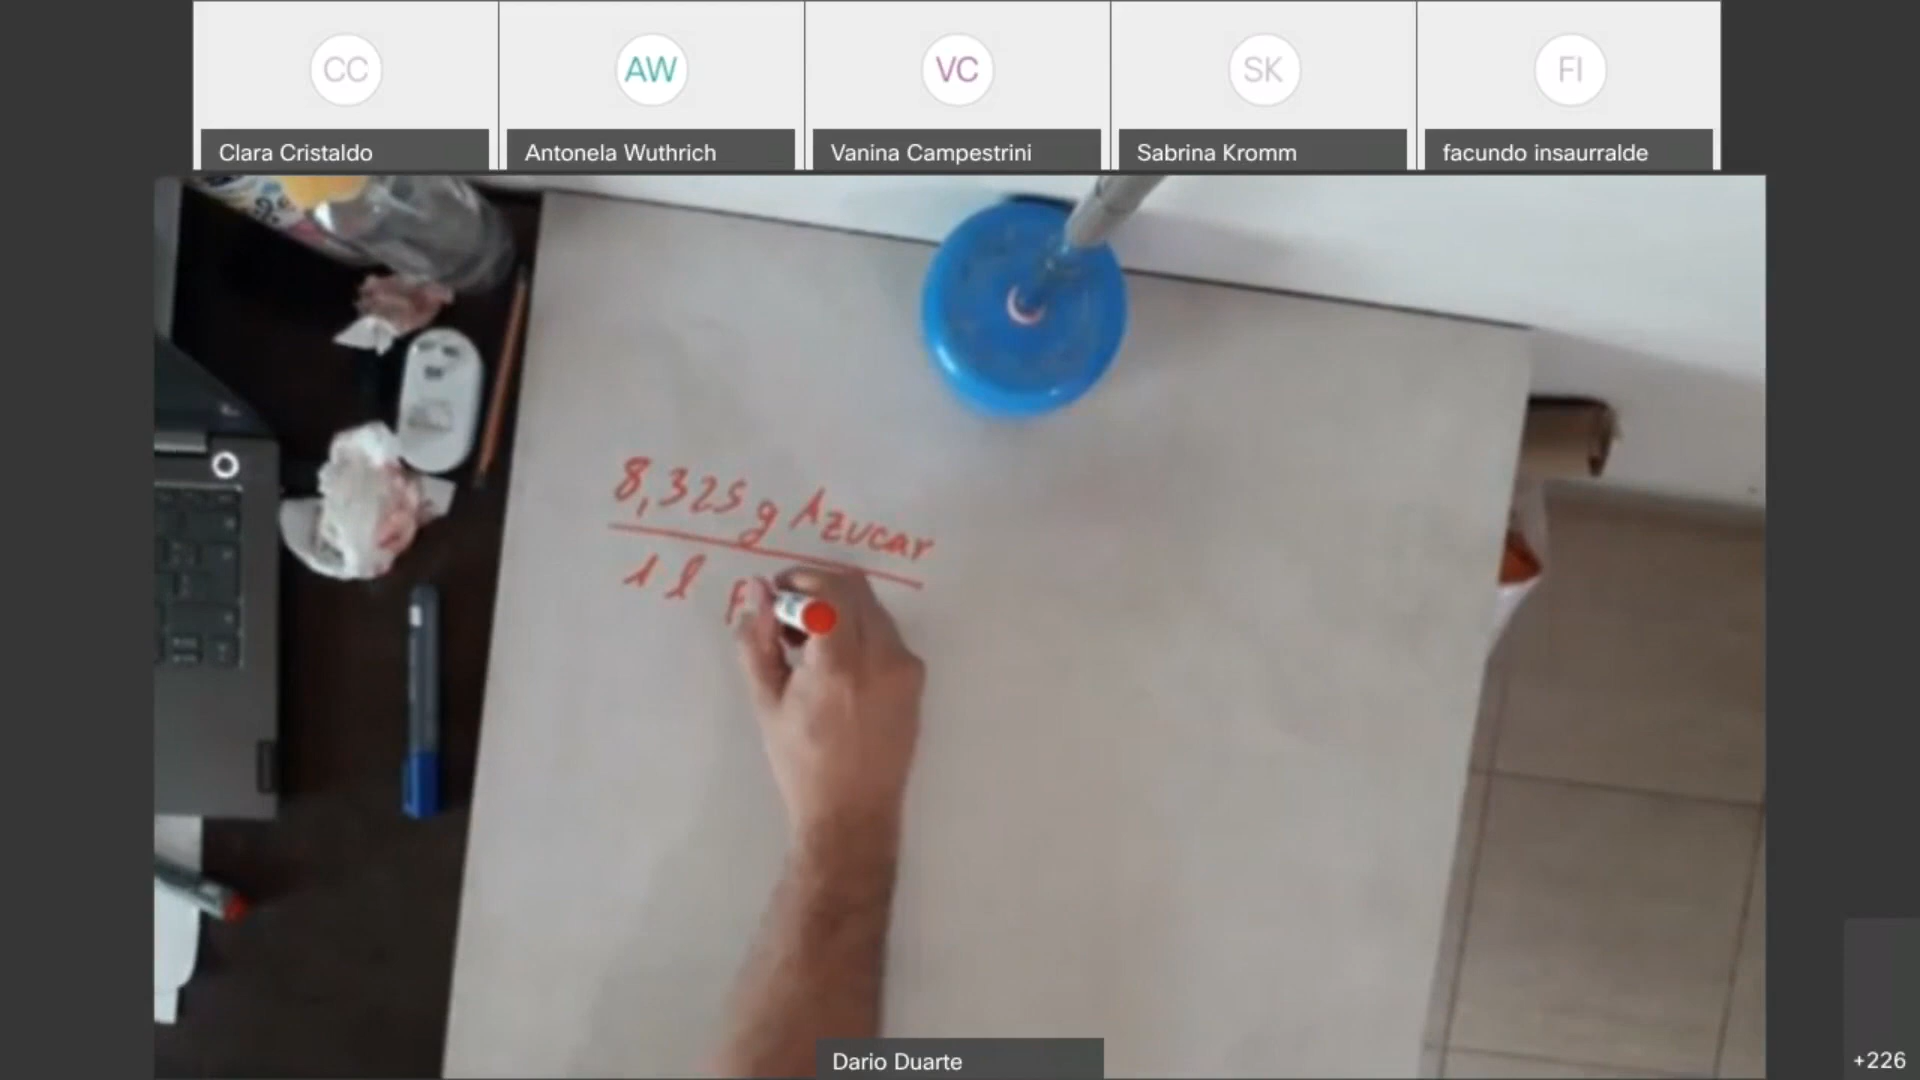 CC
AW
VC
SK
FI
Clara Cristaldo
Antonela Wuthrich
Vanina Campestrini
Sabrina Kromm
facundo insaurralde
8,325 g Azucar
1 l
Dario Duarte
+226